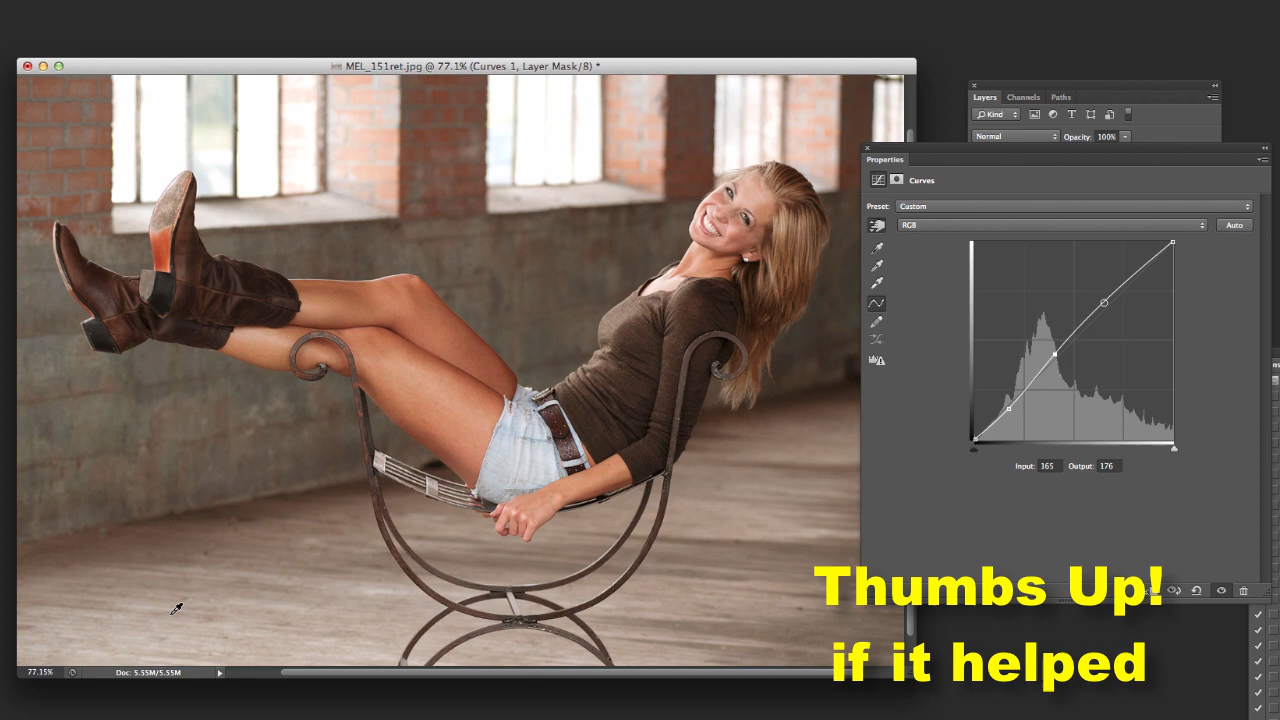 MEL_151ret.jpg @ 77.1% (Curves 1, Layer Mask/8) *
Layers Channels Paths
Kind
Normal Opacity: 100%
Properties
Curves
Preset: Custom
RGB Auto
Input: 165 Output: 176
Thumbs Up!
if it helped
77.15% Doc: 5.55M/5.55M